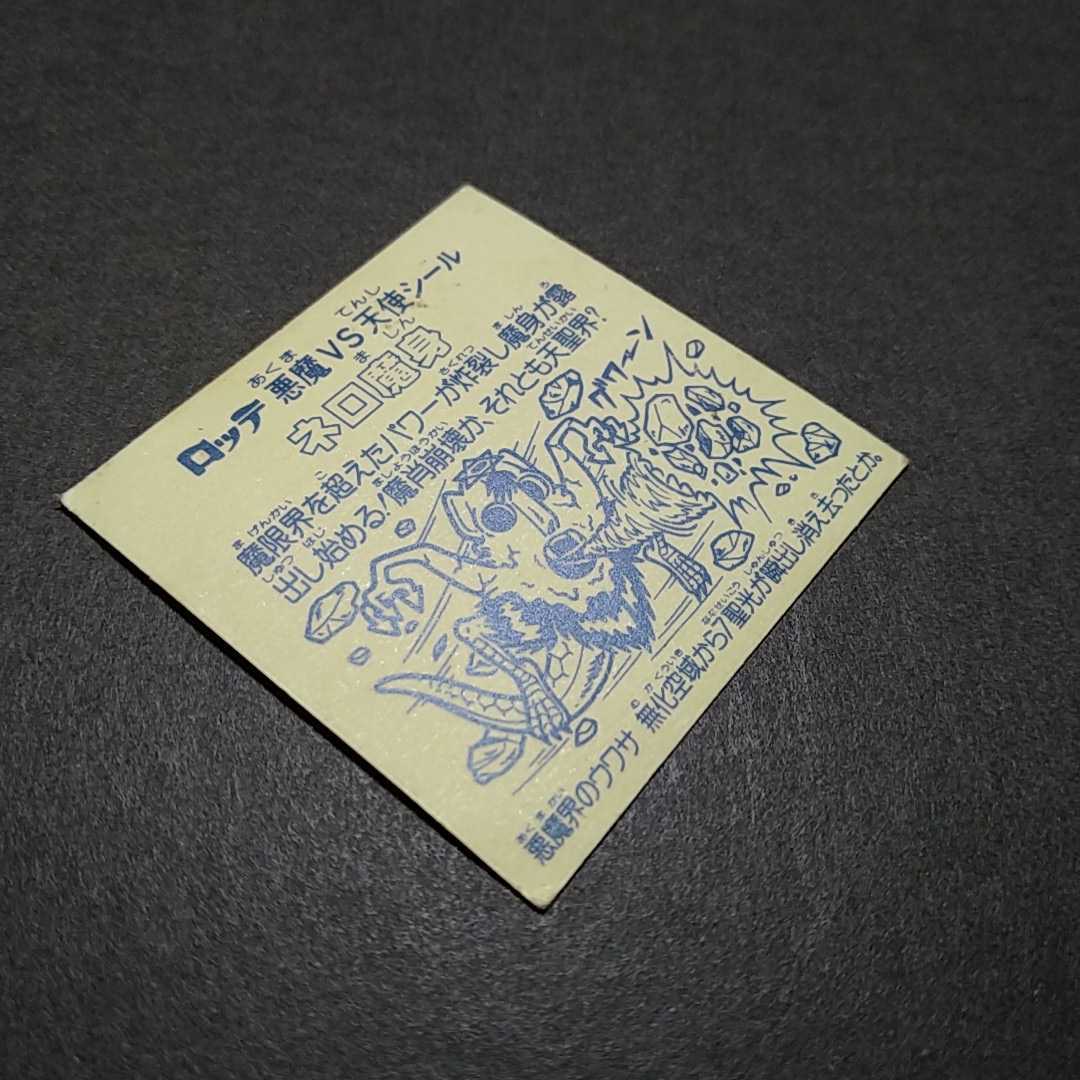 ロッテ 悪魔VS天使シール
ネロ魔身
魔限界を超えたパワーが炸裂し魔身が露
出し始める!魔肖崩壊か、それとも天聖界?
ヴワァーン
悪魔界のウワサ 無化空域から7聖光が瞬出し消え去ったとか。